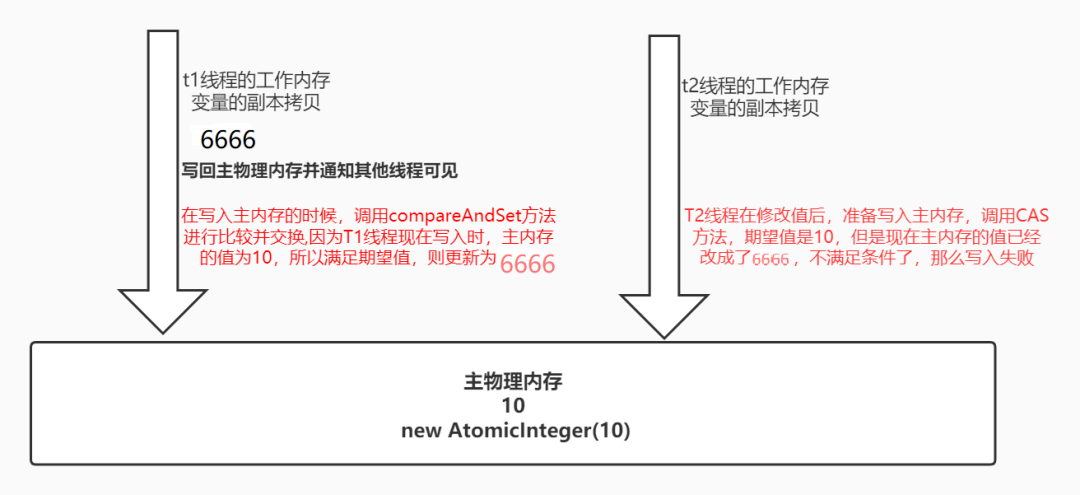 t1线程的工作内存
变量的副本拷贝
6666
写回主物理内存并通知其他线程可见
在写入主内存的时候，调用compareAndSet方法
进行比较并交换,因为T1线程现在写入时，主内存
的值为10，所以满足期望值，则更新为 6666
t2线程的工作内存
变量的副本拷贝
T2线程在修改值后，准备写入主内存，调用CAS
方法，期望值是10，但是现在主内存的值已经
改成了6666，不满足条件了，那么写入失败
主物理内存
10
new AtomicInteger(10)